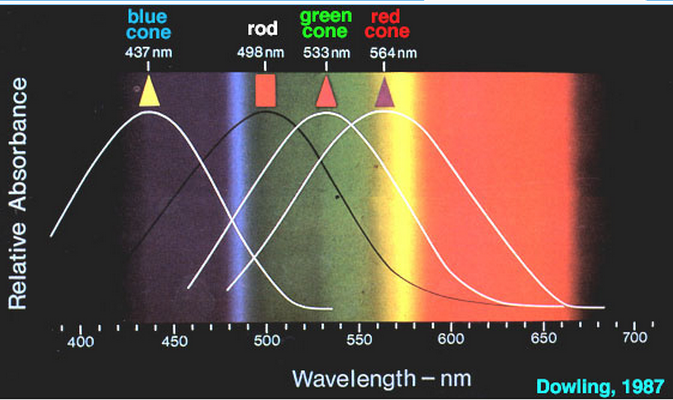 blue
cone
437 nm
rod
498 nm
green
cone
533 nm
red
cone
564 nm
Relative Absorbance
400 450 500 550 600 650 700
Wavelength – nm
Dowling, 1987